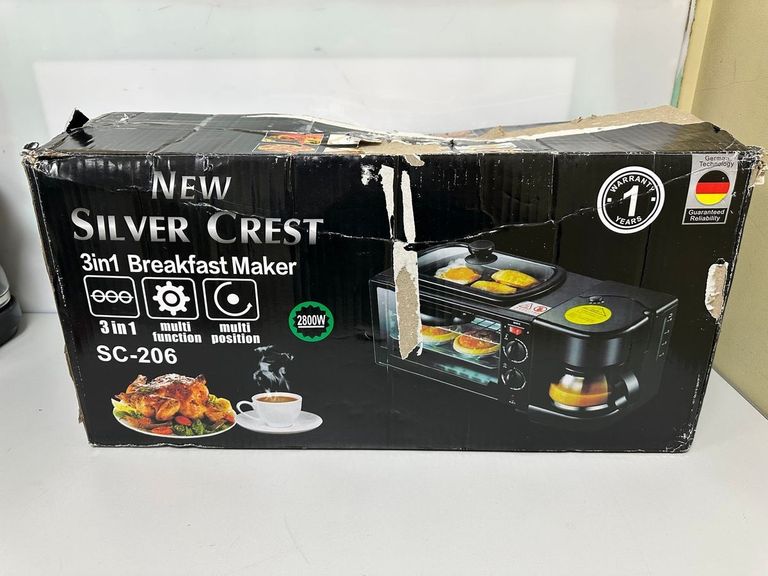 NEW
SILVER CREST
3in1 Breakfast Maker
3 in 1
multi
function
multi
position
SC-206
2800W
WARRANTY
1
YEARS
German
Technology
Guaranteed
Reliability